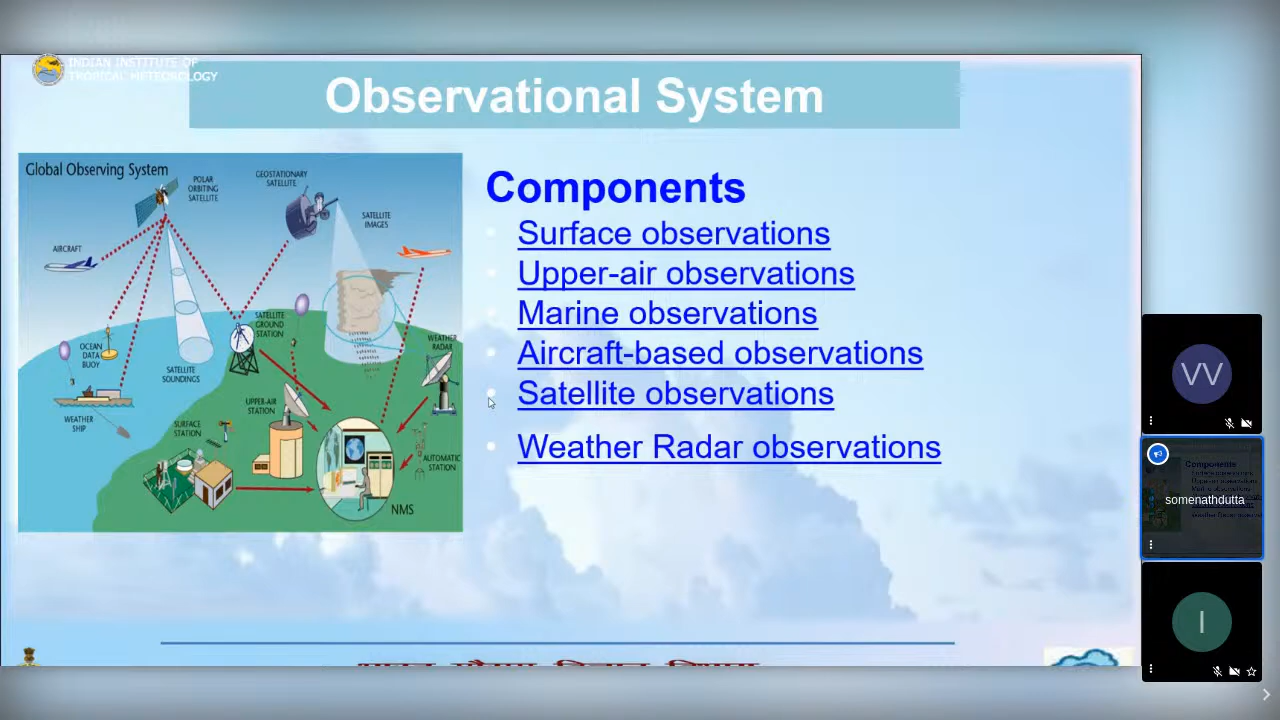 INDIAN INSTITUTE OF
TROPICAL METEOROLOGY
Observational System
Global Observing System
POLAR
ORBITING
SATELLITE
GEOSTATIONARY
SATELLITE
SATELLITE
IMAGES
AIRCRAFT
SATELLITE
GROUND
STATION
WEATHER
RADAR
OCEAN
DATA
BUOY
SATELLITE
SOUNDINGS
UPPER-AIR
STATION
WEATHER
SHIP
SURFACE
STATION
AUTOMATIC
STATION
NMS
Components
Surface observations
Upper-air observations
Marine observations
Aircraft-based observations
Satellite observations
Weather Radar observations
VV
Components
somenathdutta
I